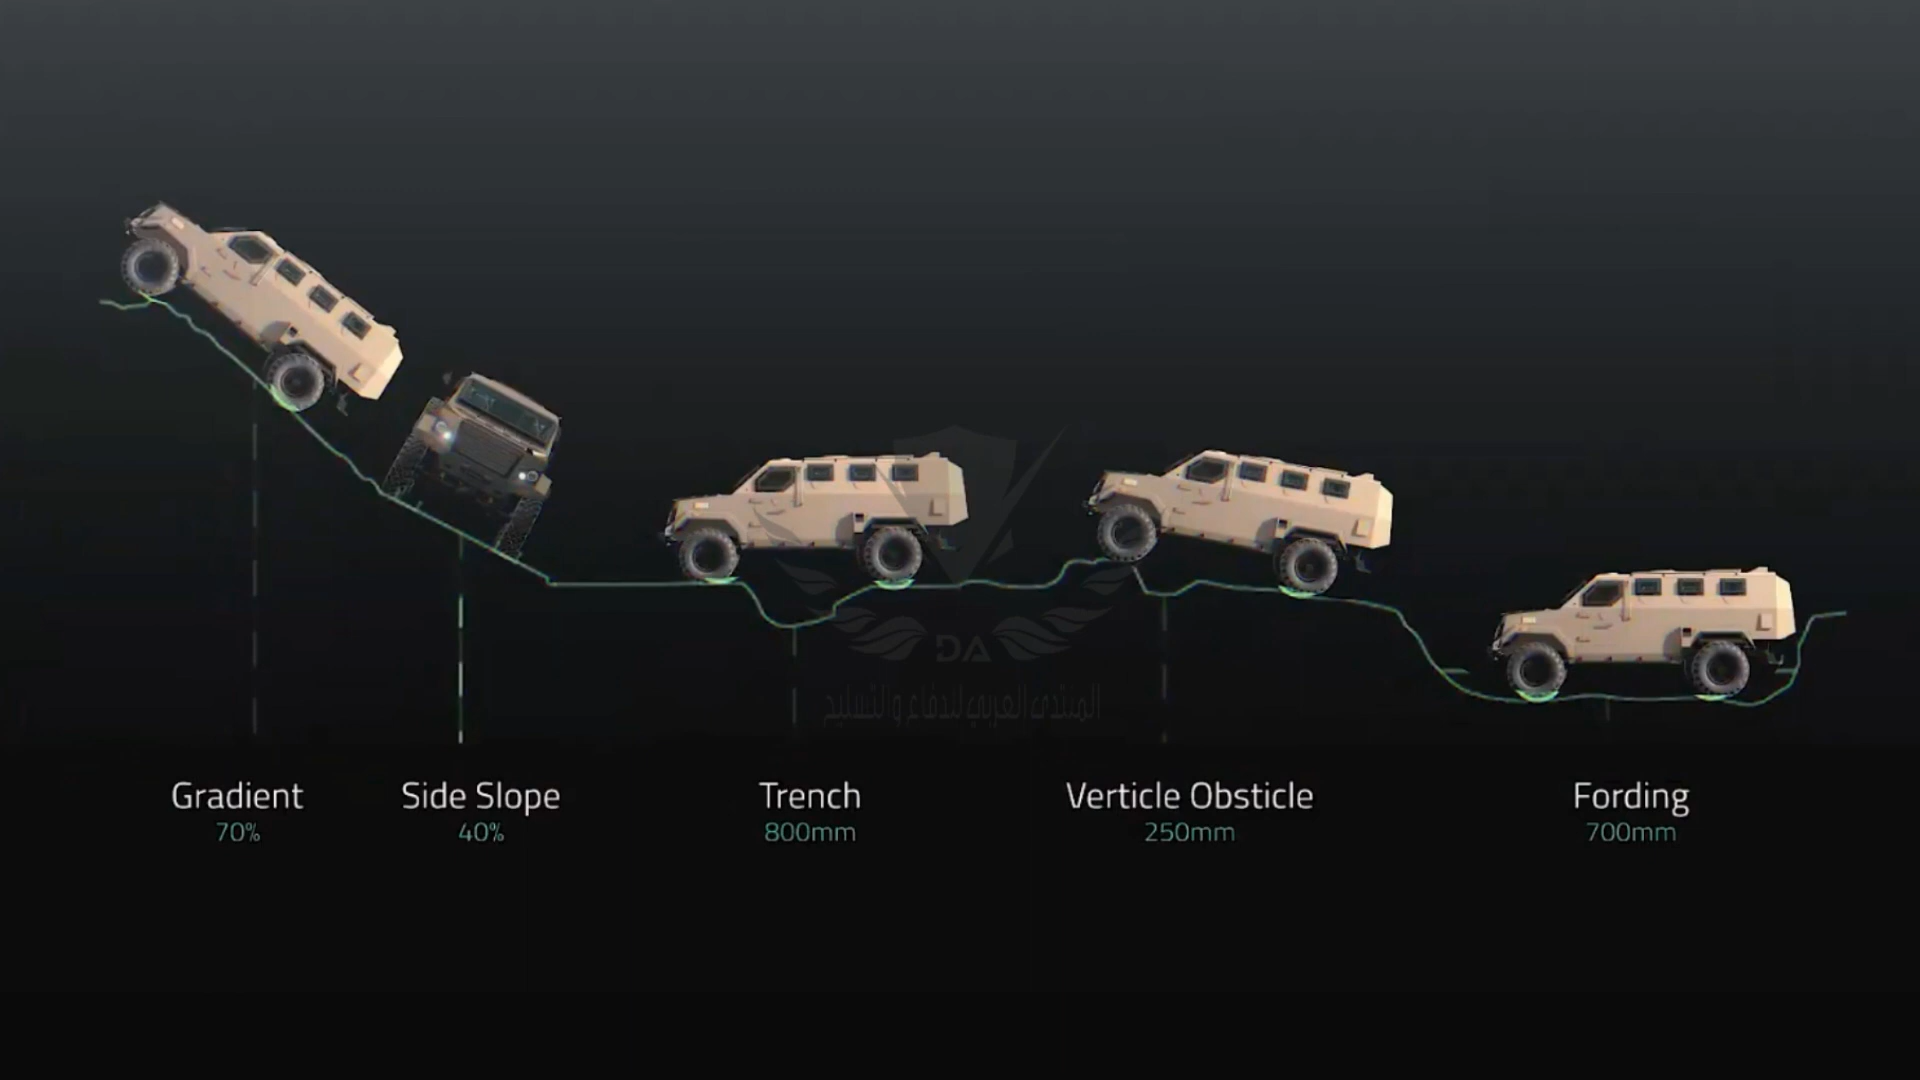 DA
المنتدى العربي للدفاع والتسليح
Gradient
70%
Side Slope
40%
Trench
800mm
Verticle Obsticle
250mm
Fording
700mm